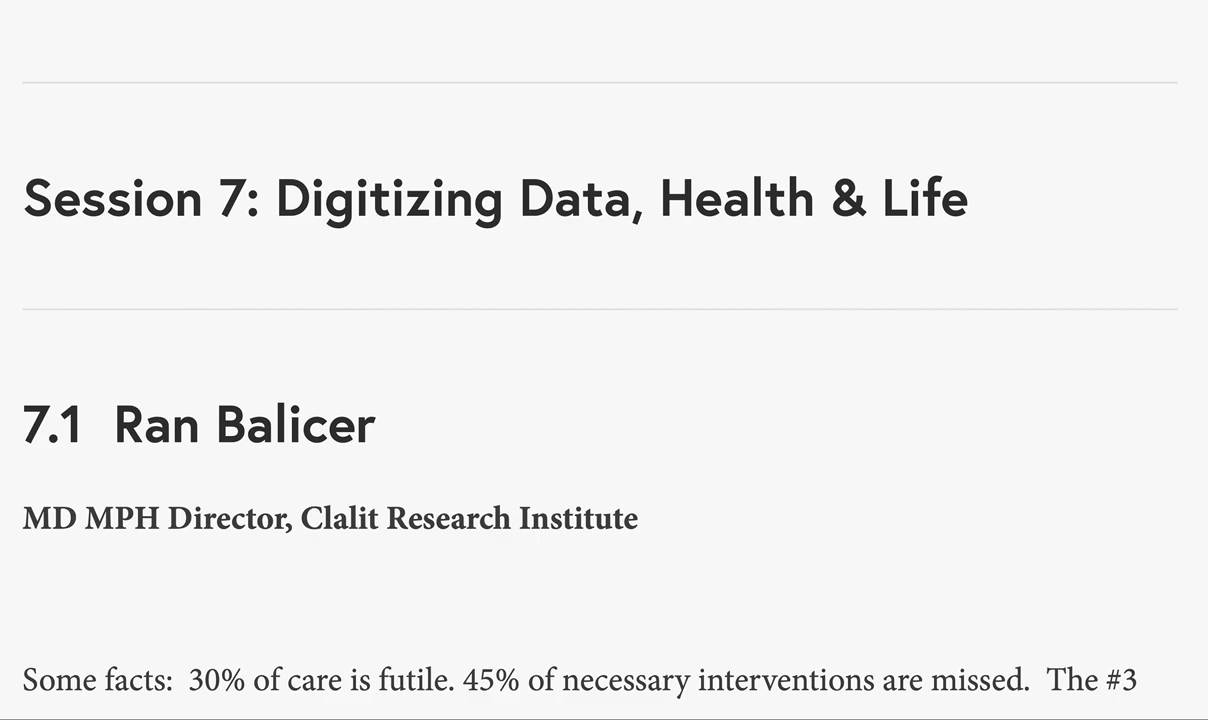 Session 7: Digitizing Data, Health & Life
7.1 Ran Balicer
MD MPH Director, Clalit Research Institute
Some facts: 30% of care is futile. 45% of necessary interventions are missed. The #3